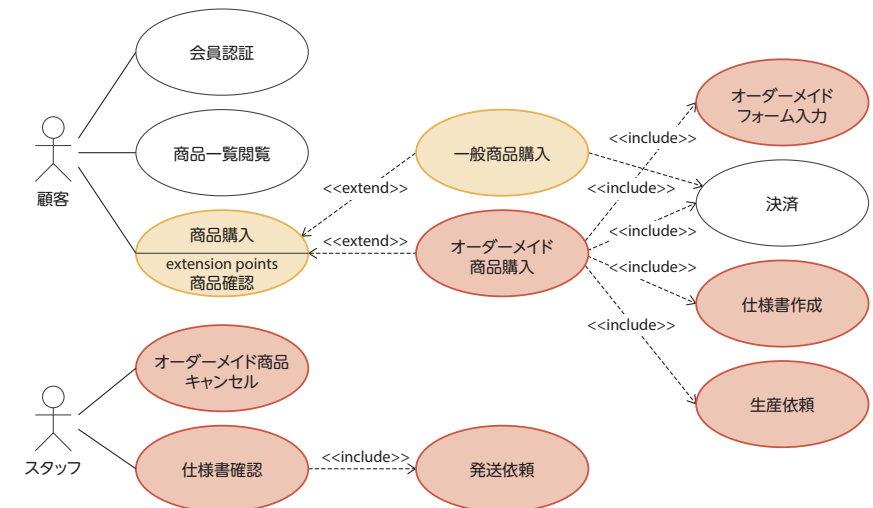 会員認証
商品一覧閲覧
顧客
商品購入
extension points
商品確認
<<extend>>
<<extend>>
一般商品購入
オーダーメイド
商品購入
<<include>>
<<include>>
<<include>>
<<include>>
<<include>>
オーダーメイド
フォーム入力
決済
仕様書作成
生産依頼
オーダーメイド商品
キャンセル
スタッフ
仕様書確認
<<include>>
発送依頼